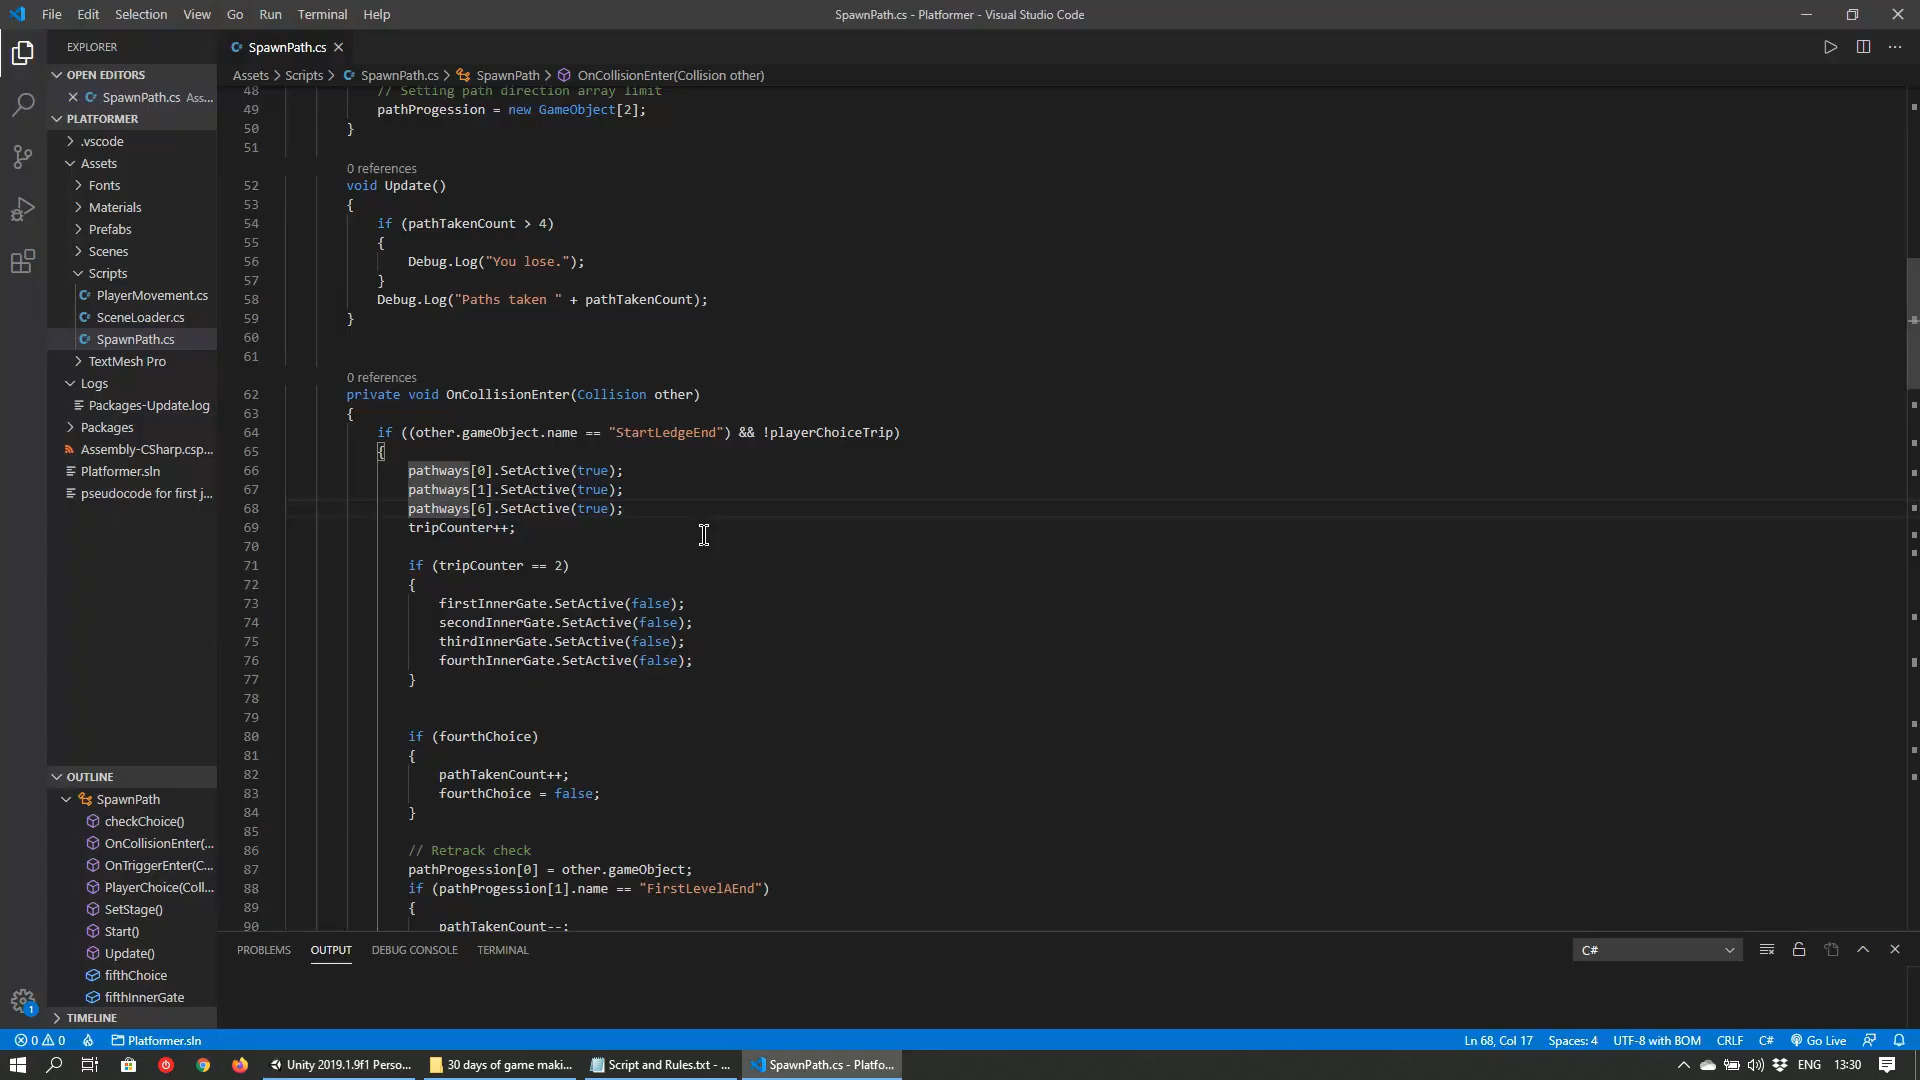 File Edit Selection View Go Run Terminal Help
SpawnPath.cs - Platformer - Visual Studio Code
EXPLORER
OPEN EDITORS
SpawnPath.cs Ass...
PLATFORMER
.vscode
Assets
Fonts
Materials
Prefabs
Scenes
Scripts
PlayerMovement.cs
SceneLoader.cs
SpawnPath.cs
TextMesh Pro
Logs
Packages-Update.log
Packages
Assembly-CSharp.csp...
Platformer.sln
pseudocode for first j...
OUTLINE
SpawnPath
checkChoice()
OnCollisionEnter(...
OnTriggerEnter(C...
PlayerChoice(Coll...
SetStage()
Start()
Update()
fifthChoice
fifthInnerGate
TIMELINE
SpawnPath.cs
Assets > Scripts > SpawnPath.cs > SpawnPath > OnCollisionEnter(Collision other)
48 // Setting path direction array limit
49 pathProgession = new GameObject[2];
50 }
51
0 references
52 void Update()
53 {
54 if (pathTakenCount > 4)
55 {
56 Debug.Log("You lose.");
57 }
58 Debug.Log("Paths taken " + pathTakenCount);
59 }
60
61
0 references
62 private void OnCollisionEnter(Collision other)
63 {
64 if ((other.gameObject.name == "StartLedgeEnd") && !playerChoiceTrip)
65 {
66 pathways[0].SetActive(true);
67 pathways[1].SetActive(true);
68 pathways[6].SetActive(true);
69 tripCounter++;
70
71 if (tripCounter == 2)
72 {
73 firstInnerGate.SetActive(false);
74 secondInnerGate.SetActive(false);
75 thirdInnerGate.SetActive(false);
76 fourthInnerGate.SetActive(false);
77 }
78
79
80 if (fourthChoice)
81 {
82 pathTakenCount++;
83 fourthChoice = false;
84 }
85
86 // Retrack check
87 pathProgession[0] = other.gameObject;
88 if (pathProgession[1].name == "FirstLevelAEnd")
89 {
90 pathTakenCount--;
PROBLEMS OUTPUT DEBUG CONSOLE TERMINAL
C#
1
0 0 Platformer.sln
Ln 68, Col 17 Spaces: 4 UTF-8 with BOM CRLF C# Go Live
Unity 2019.1.9f1 Perso... 30 days of game maki... Script and Rules.txt - ... SpawnPath.cs - Platfo...
ENG 13:30